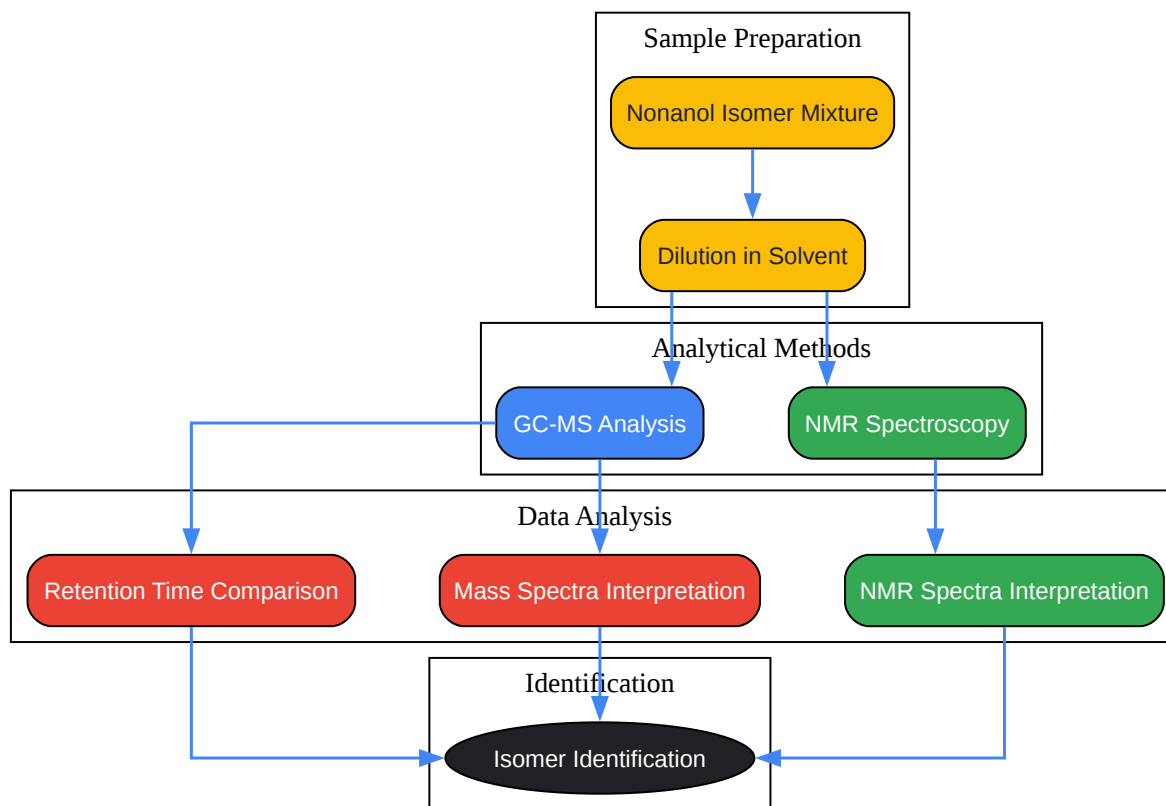 Sample Preparation
Nonanol Isomer Mixture
Dilution in Solvent
Analytical Methods
GC-MS Analysis
NMR Spectroscopy
Data Analysis
Retention Time Comparison
Mass Spectra Interpretation
NMR Spectra Interpretation
Identification
Isomer Identification